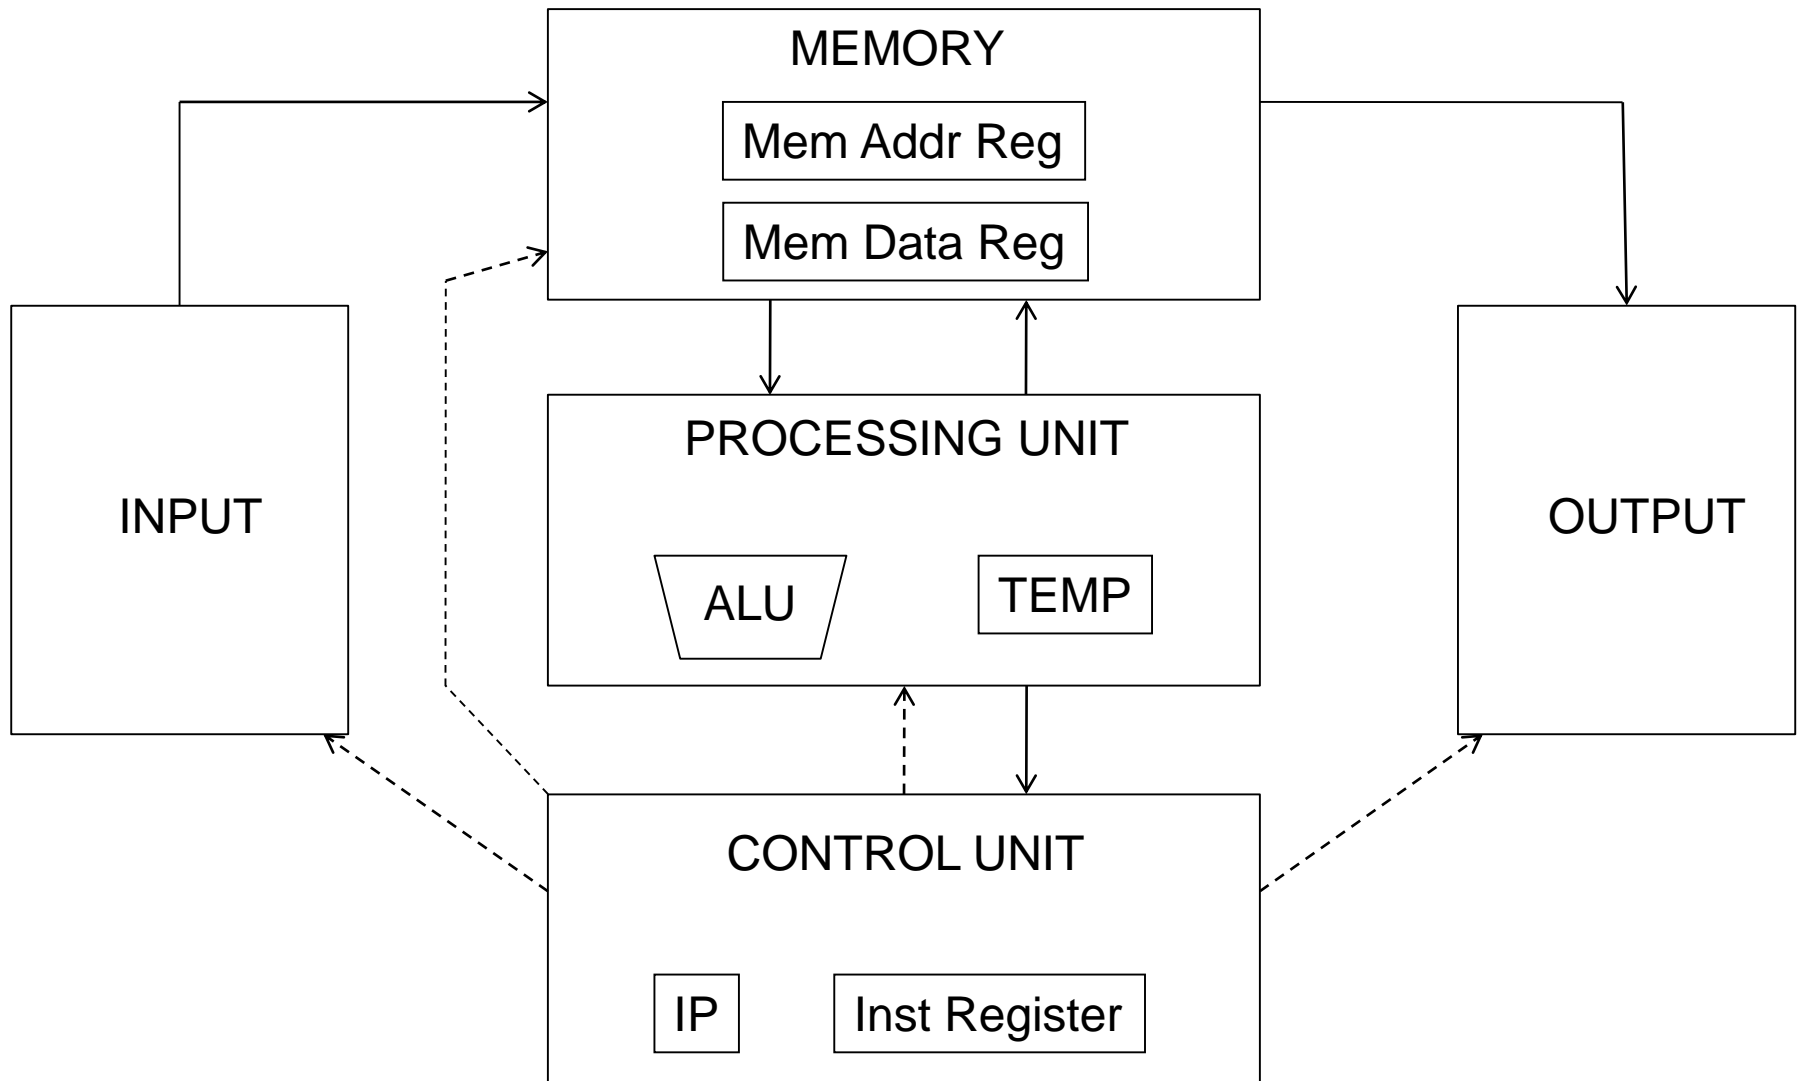 MEMORY
Mem Addr Reg
Mem Data Reg
INPUT
PROCESSING UNIT
ALU
TEMP
OUTPUT
CONTROL UNIT
IP
Inst Register